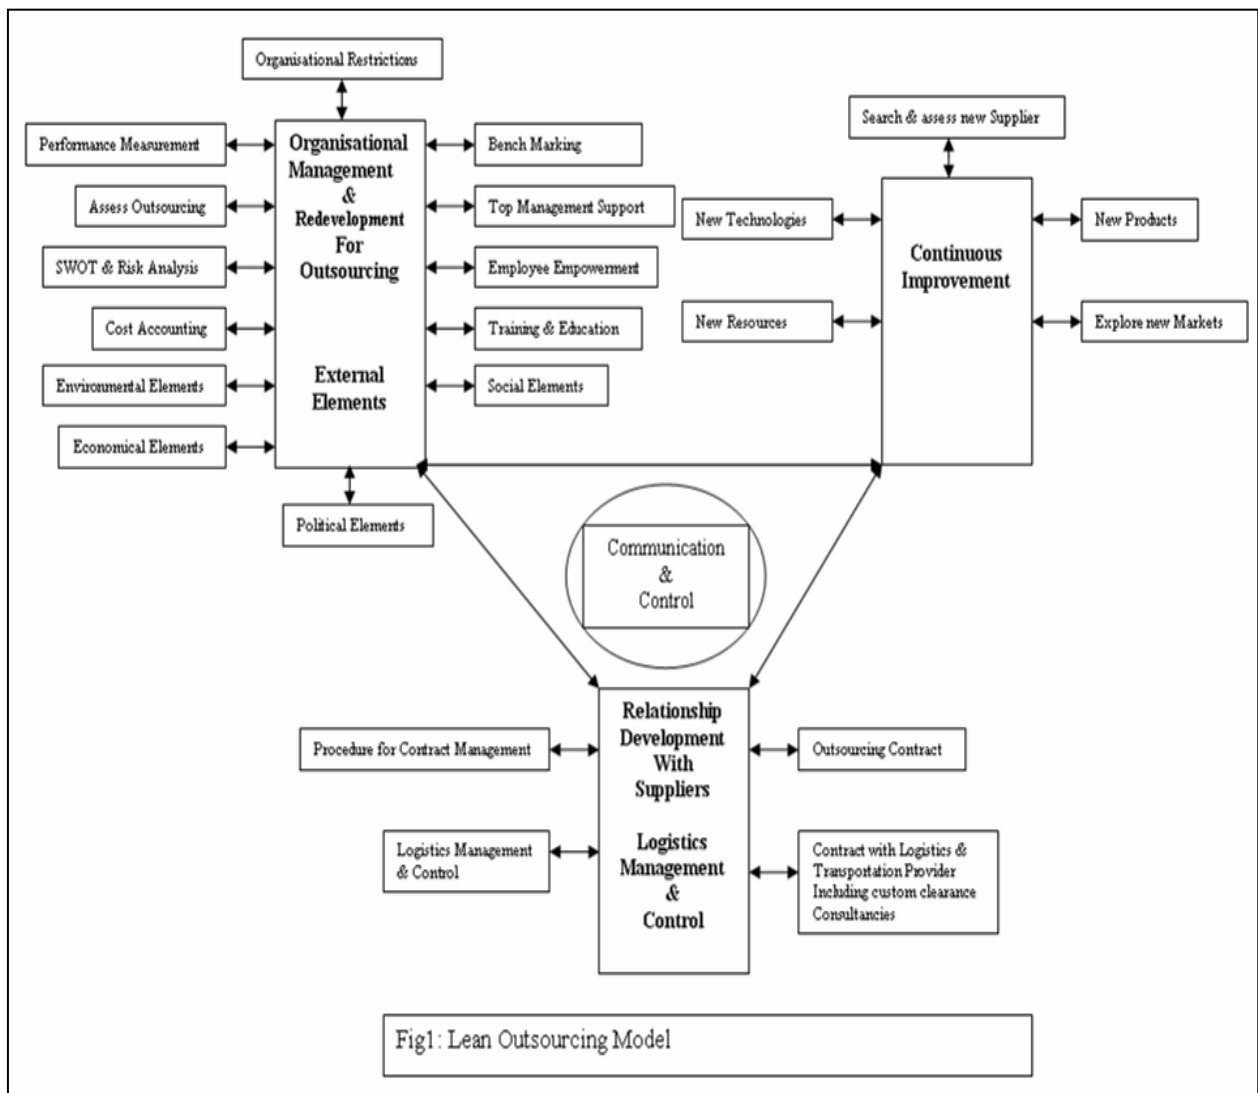 Organisational Restrictions
Performance Measurement
Assess Outsourcing
SWOT & Risk Analysis
Cost Accounting
Environmental Elements
Economical Elements
Organisational
Management
&
Redevelopment
For
Outsourcing
External
Elements
Bench Marking
Top Management Support
Employee Empowerment
Training & Education
Social Elements
Political Elements
Search & assess new Supplier
New Technologies
New Resources
Continuous
Improvement
New Products
Explore new Markets
Communication
&
Control
Procedure for Contract Management
Logistics Management
& Control
Relationship
Development
With
Suppliers
Logistics
Management
&
Control
Outsourcing Contract
Contract with Logistics &
Transportation Provider
Including custom clearance
Consultancies
Fig1: Lean Outsourcing Model